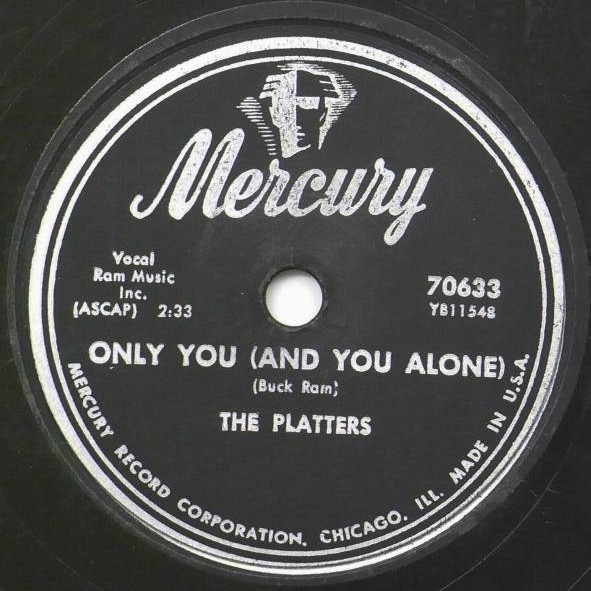 Mercury
Vocal
Ram Music
Inc.
(ASCAP) 2:33
70633
YB11548
ONLY YOU (AND YOU ALONE)
(Buck Ram)
THE PLATTERS
MERCURY RECORD CORPORATION, CHICAGO, ILL. MADE IN U.S.A.